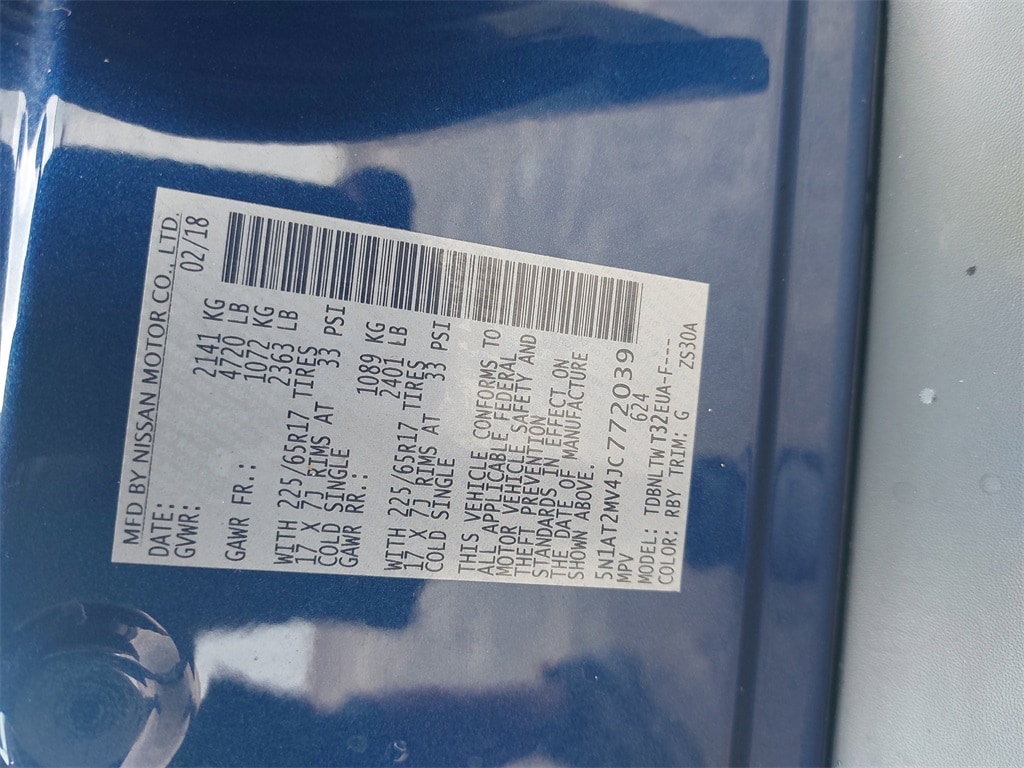 MFD BY NISSAN MOTOR CO., LTD.
DATE: 02/18
GVWR: 2141 KG
4720 LB
GAWR FR.: 1072 KG
2363 LB
WITH 225/65R17 TIRES
17 X 7J RIMS AT 33 PSI
COLD SINGLE
GAWR RR.: 1089 KG
2401 LB
WITH 225/65R17 TIRES
17 X 7J RIMS AT 33 PSI
COLD SINGLE
THIS VEHICLE CONFORMS TO
ALL APPLICABLE FEDERAL
MOTOR VEHICLE SAFETY AND
THEFT PREVENTION
STANDARDS IN EFFECT ON
THE DATE OF MANUFACTURE
SHOWN ABOVE.
5N1AT2MV4JC772039
MPV 624
MODEL: TDBNLTWT32EUA-F---
COLOR: RBY TRIM: G ZS30A